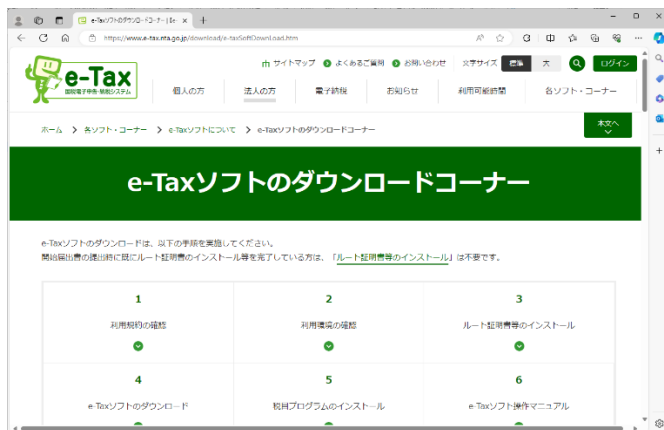 e-Taxソフトのダウンロードコーナー | e-
https://www.e-tax.nta.go.jp/download/e-taxSoftDownLoad.htm
e-Tax
国税電子申告・納税システム
サイトマップ よくあるご質問 お問い合わせ 文字サイズ 標準 大 ログイン
個人の方 法人の方 電子納税 お知らせ 利用可能時間 各ソフト・コーナー
ホーム 各ソフト・コーナー e-Taxソフトについて e-Taxソフトのダウンロードコーナー
本文へ
e-Taxソフトのダウンロードコーナー
e-Taxソフトのダウンロードは、以下の手順を実施してください。
開始届出書の提出時に既にルート証明書のインストール等を完了している方は、「ルート証明書等のインストール」は不要です。
1 2 3
利用規約の確認 利用環境の確認 ルート証明書等のインストール
4 5 6
e-Taxソフトのダウンロード 税目プログラムのインストール e-Taxソフト操作マニュアル